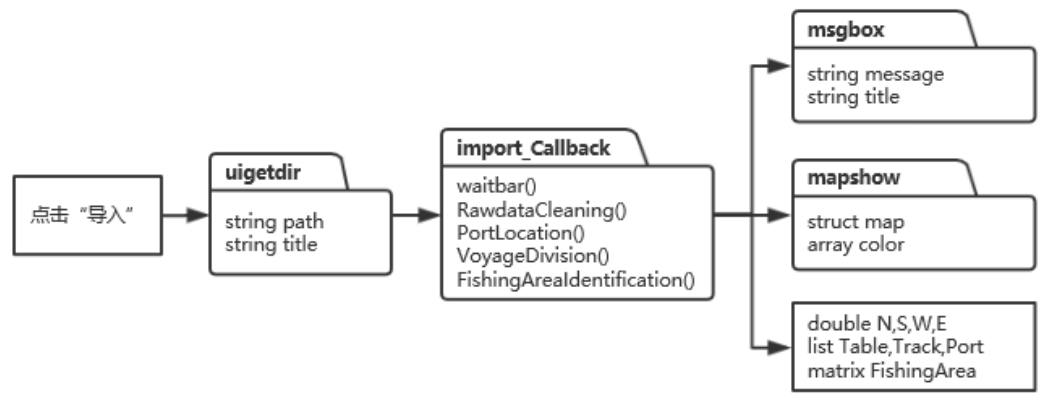 点击“导入”
uigetdir
string path
string title
import_Callback
waitbar()
RawdataCleaning()
PortLocation()
VoyageDivision()
FishingAreaIdentification()
msgbox
string message
string title
mapshow
struct map
array color
double N,S,W,E
list Table,Track,Port
matrix FishingArea